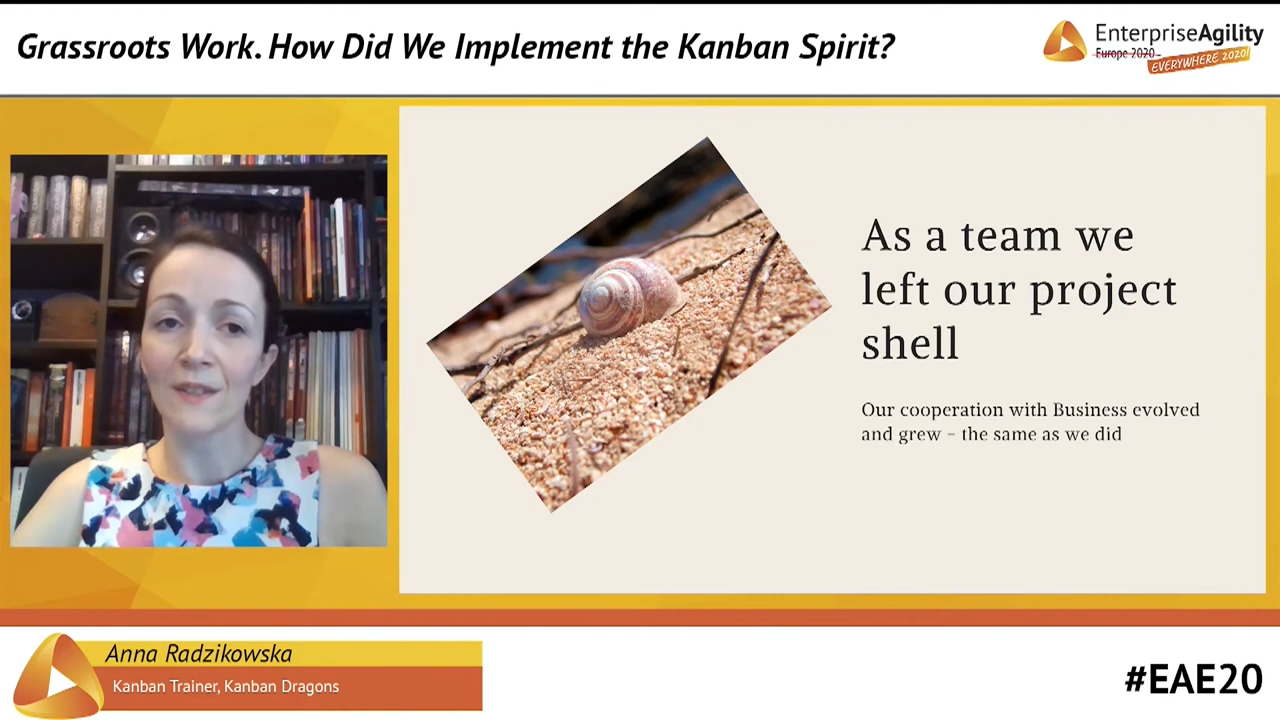 Grassroots Work. How Did We Implement the Kanban Spirit?
EnterpriseAgility
Europe 2020
EVERYWHERE 2020!
As a team we
left our project
shell
Our cooperation with Business evolved
and grew – the same as we did
Anna Radzikowska
Kanban Trainer, Kanban Dragons
#EAE20